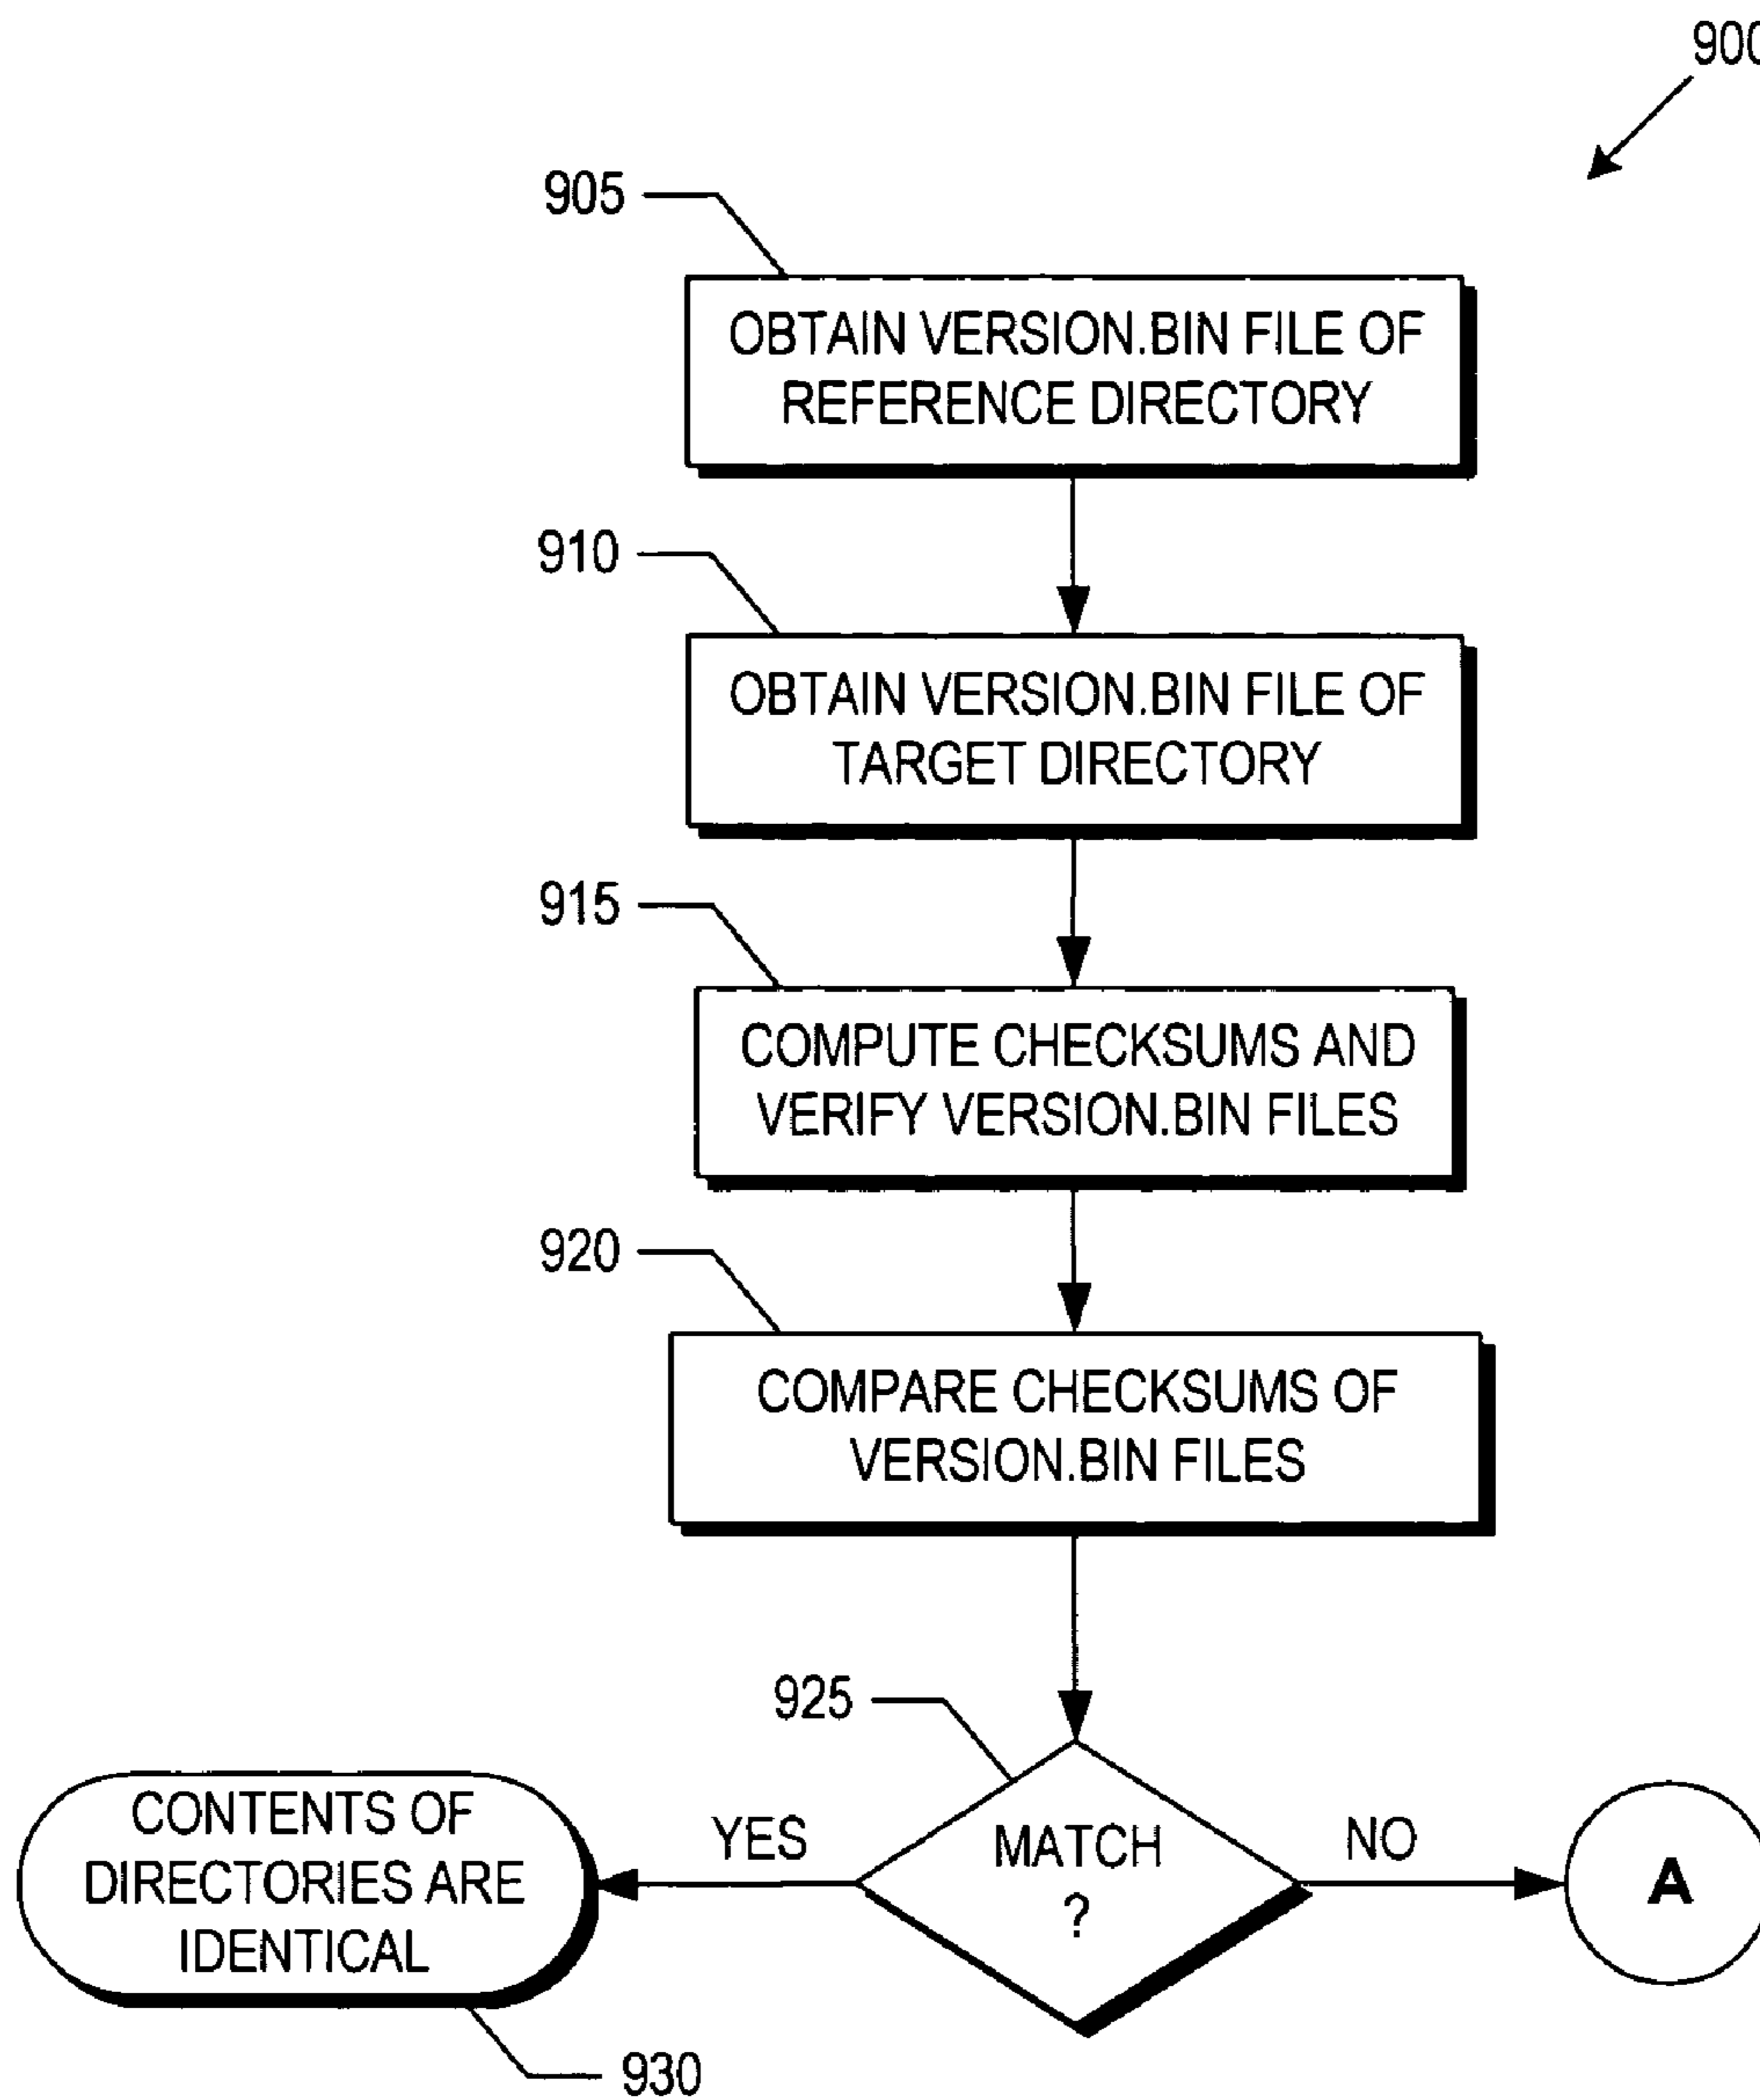 900
905
OBTAIN VERSION.BIN FILE OF
REFERENCE DIRECTORY
910
OBTAIN VERSION.BIN FILE OF
TARGET DIRECTORY
915
COMPUTE CHECKSUMS AND
VERIFY VERSION.BIN FILES
920
COMPARE CHECKSUMS OF
VERSION.BIN FILES
925
MATCH
?
YES
NO
CONTENTS OF
DIRECTORIES ARE
IDENTICAL
A
930